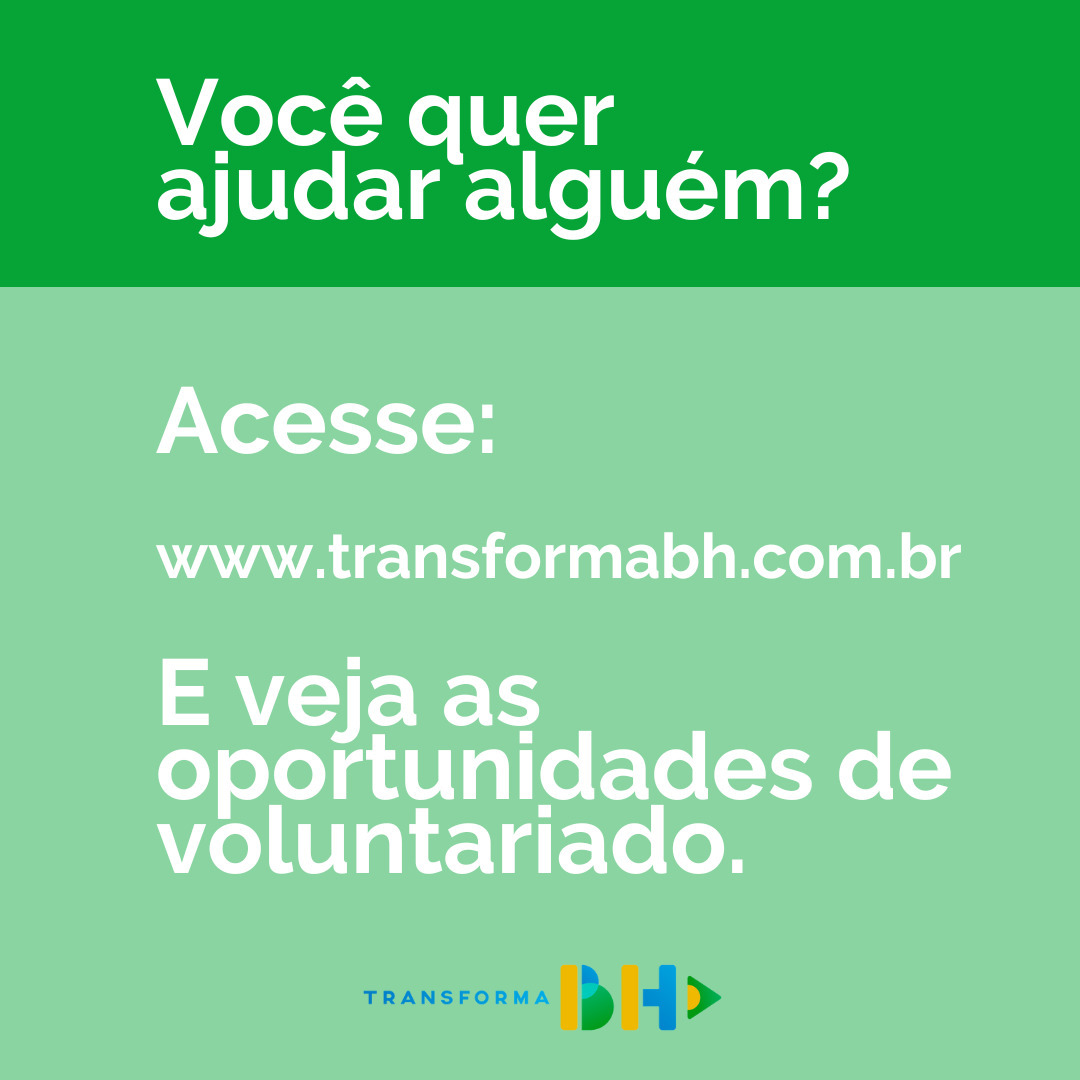 Você quer
ajudar alguém?
Acesse:
www.transformabh.com.br
E veja as
oportunidades de
voluntariado.
TRANSFORMA BH